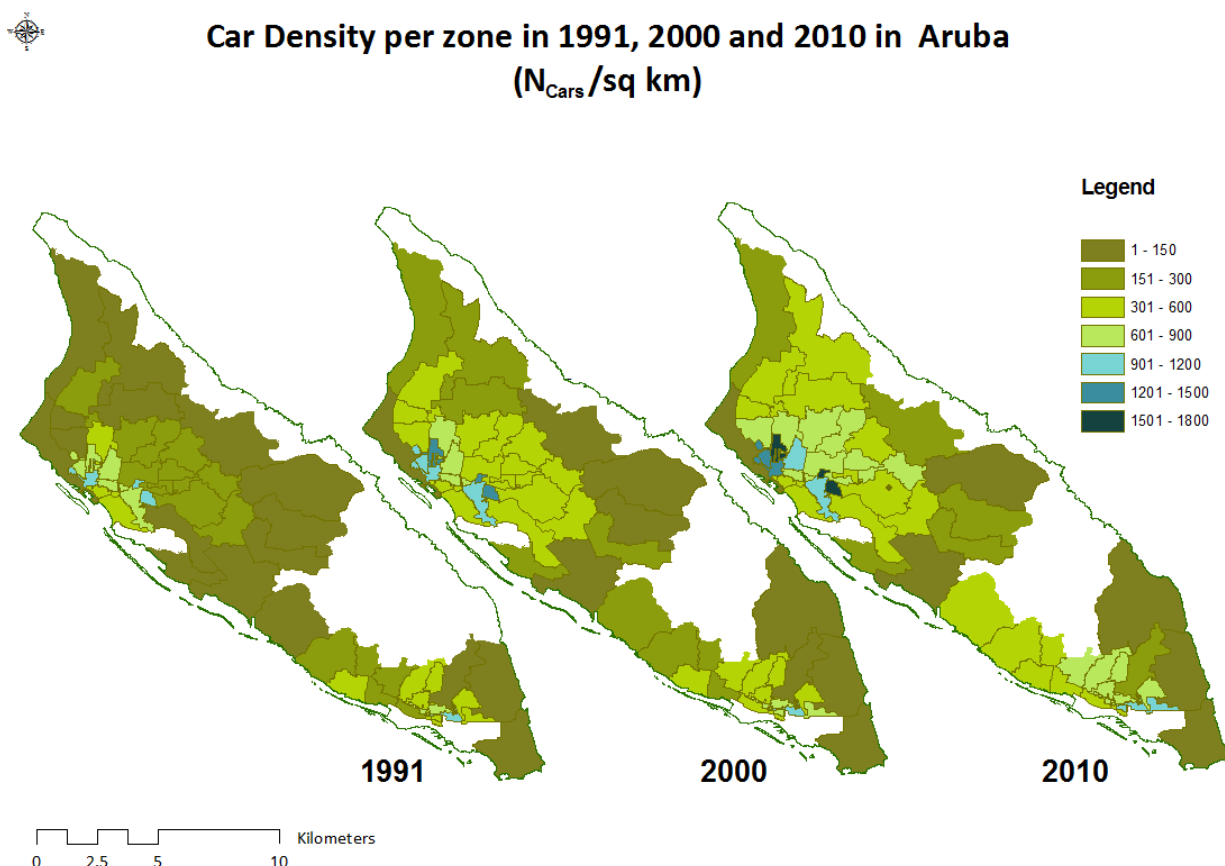 Car Density per zone in 1991, 2000 and 2010 in Aruba
(NCars/sq km)
N
W E
S
Legend
1 - 150
151 - 300
301 - 600
601 - 900
901 - 1200
1201 - 1500
1501 - 1800
1991
2000
2010
Kilometers
0 2.5 5 10